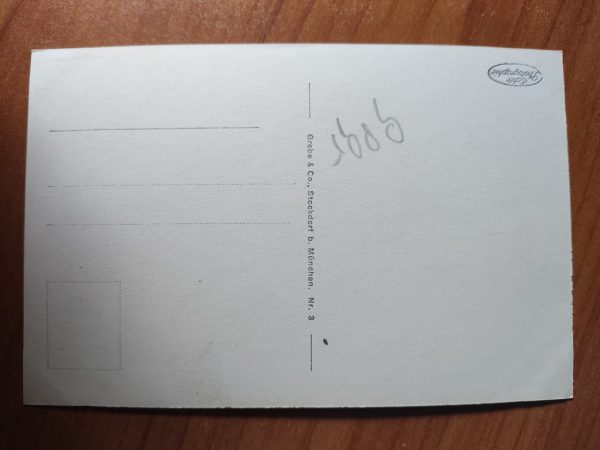 Echte
Photographie
Grebe & Co., Stockdorf b. München. Nr. 3